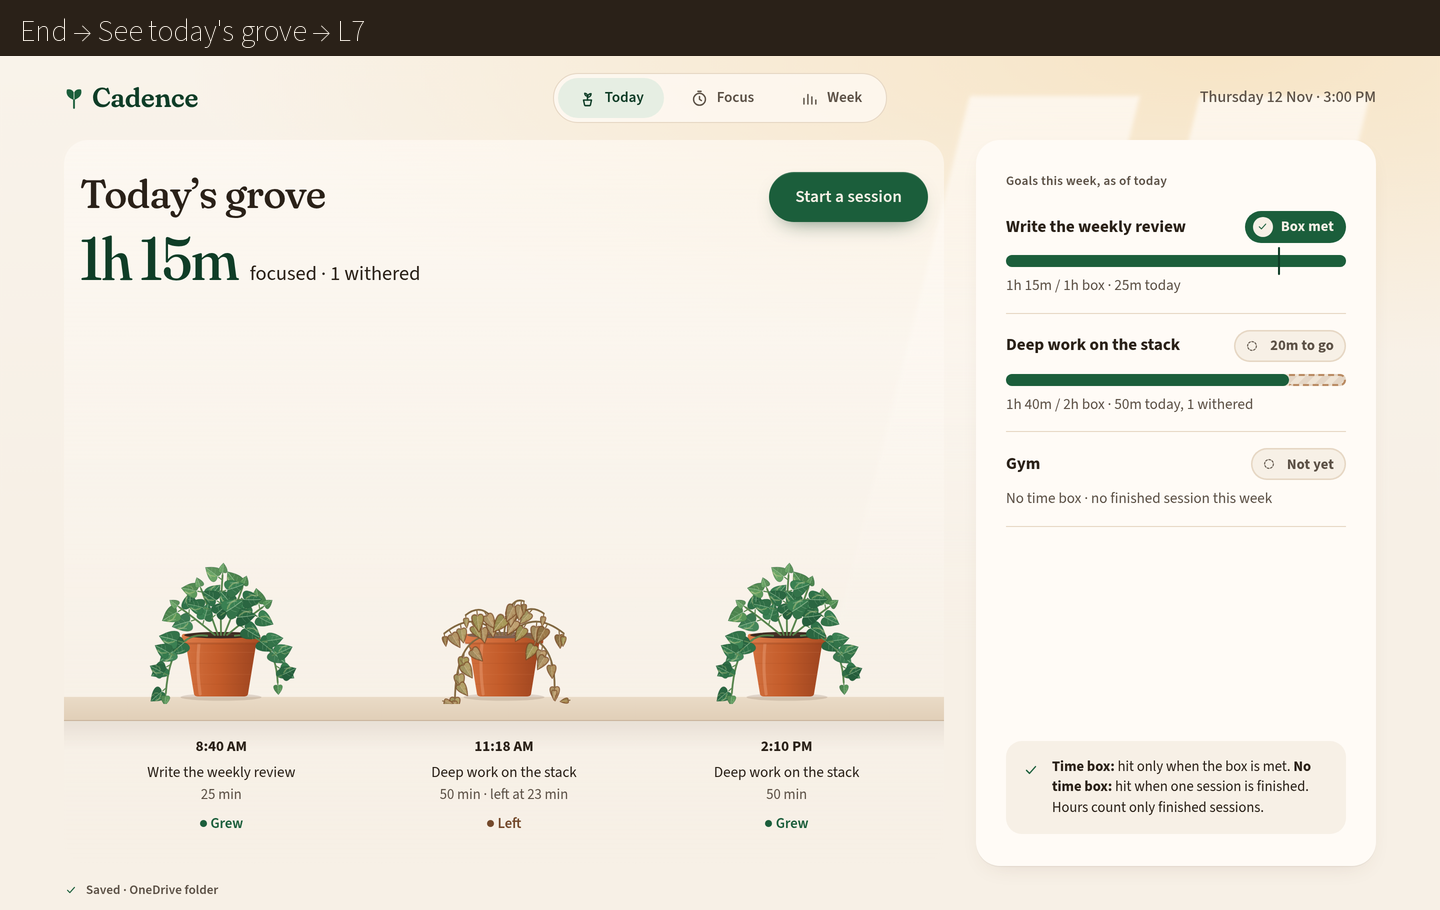 End → See today's grove → L7
Cadence
Today
Focus
Week
Thursday 12 Nov · 3:00 PM
Today’s grove
Start a session
1h 15m focused · 1 withered
8:40 AM
Write the weekly review
25 min
Grew
11:18 AM
Deep work on the stack
50 min · left at 23 min
Left
2:10 PM
Deep work on the stack
50 min
Grew
Goals this week, as of today
Write the weekly review
Box met
1h 15m / 1h box · 25m today
Deep work on the stack
20m to go
1h 40m / 2h box · 50m today, 1 withered
Gym
Not yet
No time box · no finished session this week
Time box: hit only when the box is met. No
time box: hit when one session is finished.
Hours count only finished sessions.
Saved · OneDrive folder